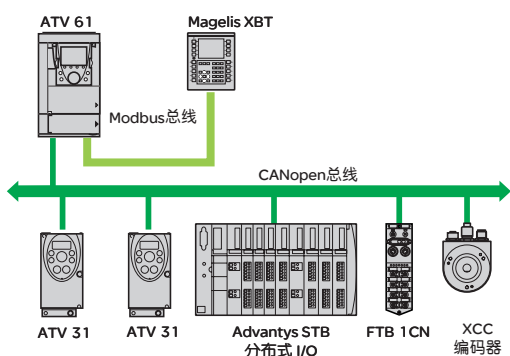 ATV 61
Magelis XBT
Modbus总线
CANopen总线
ATV 31
ATV 31
Advantys STB
分布式 I/O
FTB 1CN
XCC
编码器